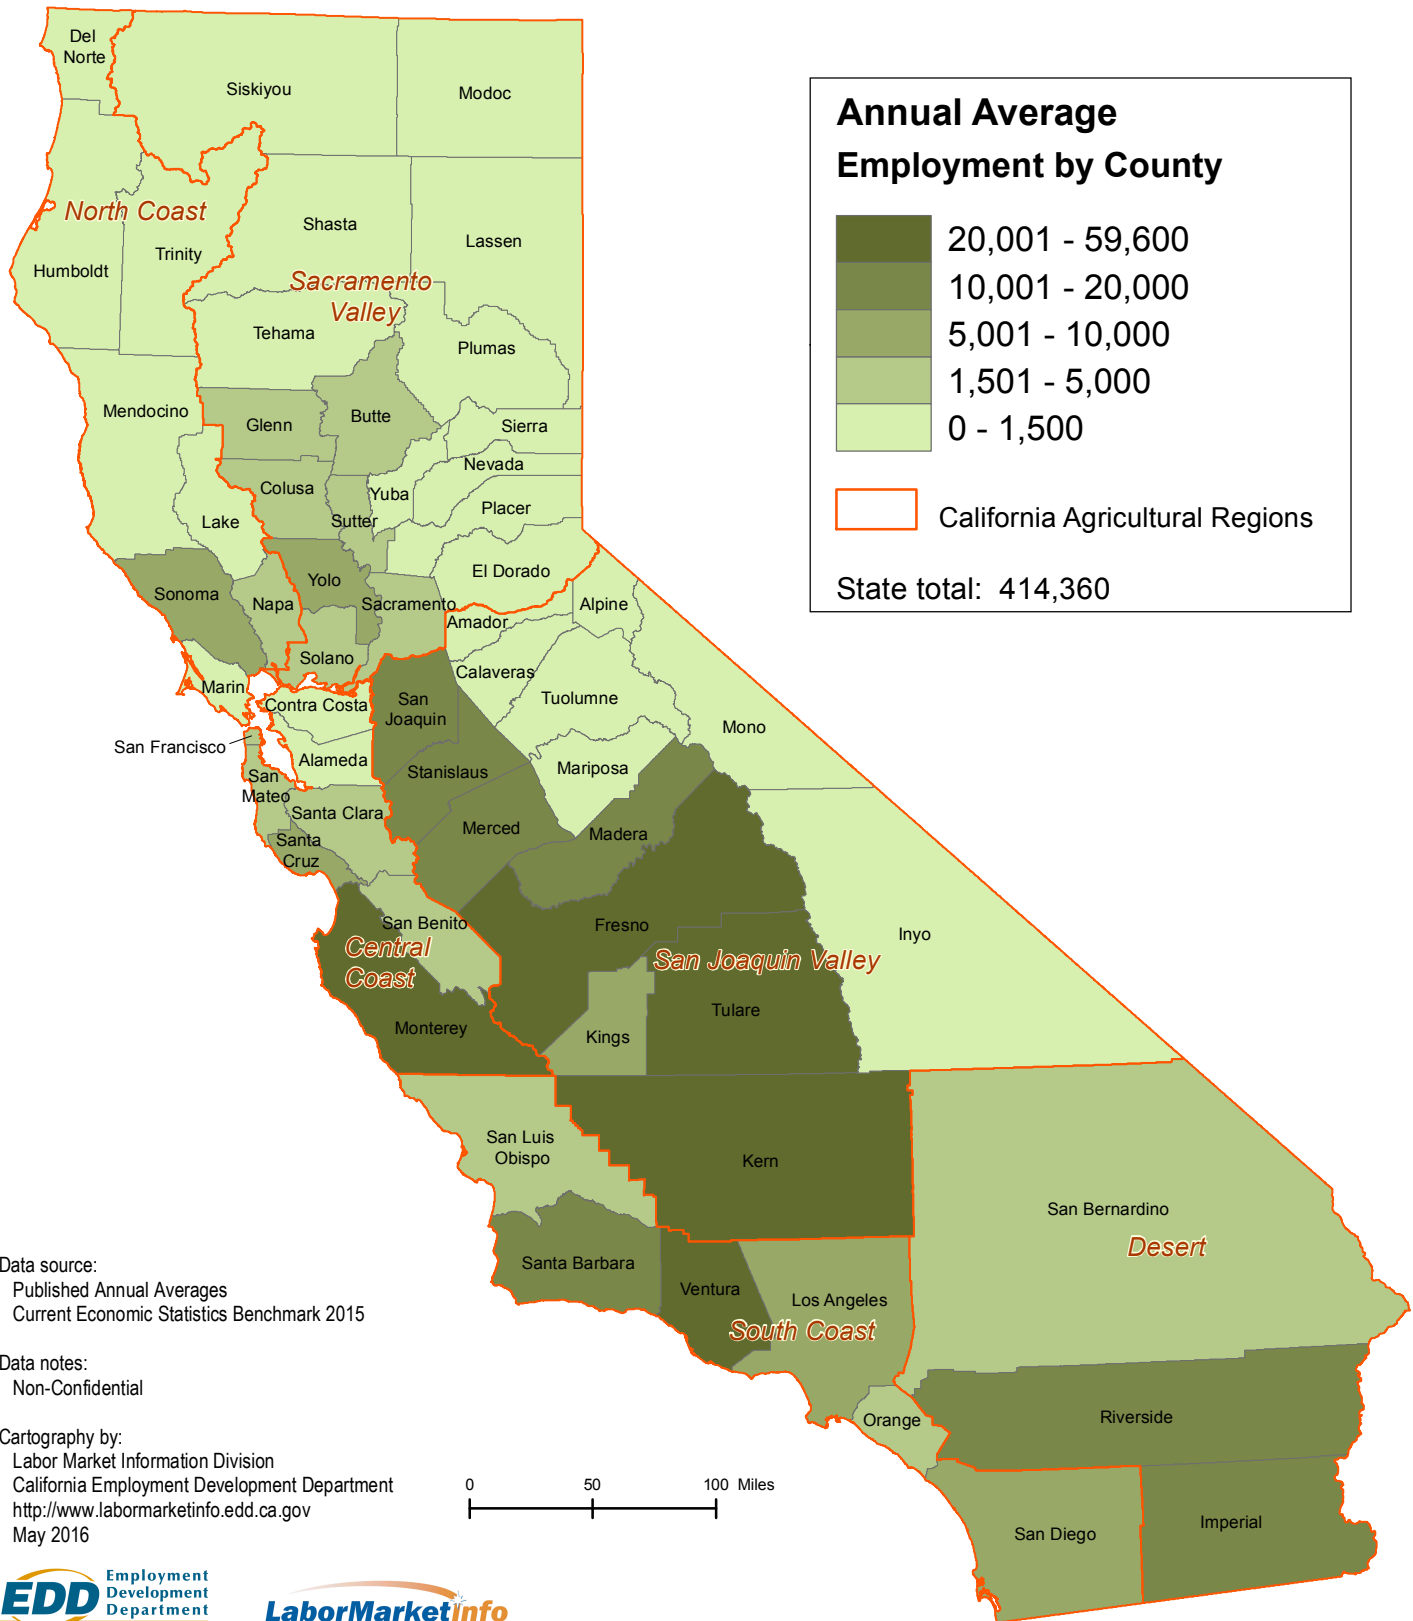 Del
Norte
Siskiyou
Modoc
Annual Average
Employment by County
20,001 - 59,600
10,001 - 20,000
5,001 - 10,000
1,501 - 5,000
0 - 1,500
California Agricultural Regions
State total: 414,360
North Coast
Humboldt
Trinity
Shasta
Lassen
Sacramento
Valley
Tehama
Plumas
Mendocino
Glenn
Butte
Sierra
Nevada
Colusa
Yuba
Placer
Lake
Sutter
El Dorado
Sonoma
Napa
Yolo
Sacramento
Amador
Alpine
Solano
Calaveras
Marin
Contra Costa
San
Joaquin
Tuolumne
Mono
San Francisco
Alameda
Stanislaus
Mariposa
San
Mateo
Santa Clara
Merced
Madera
Santa
Cruz
San Benito
Fresno
Inyo
Central
Coast
San Joaquin Valley
Monterey
Kings
Tulare
San Luis
Obispo
Kern
San Bernardino
Desert
Santa Barbara
Ventura
Los Angeles
South Coast
Orange
Riverside
San Diego
Imperial
Data source:
Published Annual Averages
Current Economic Statistics Benchmark 2015
Data notes:
Non-Confidential
Cartography by:
Labor Market Information Division
California Employment Development Department
http://www.labormarketinfo.edd.ca.gov
May 2016
0 50 100 Miles
EDD Employment
Development
Department
LaborMarketInfo